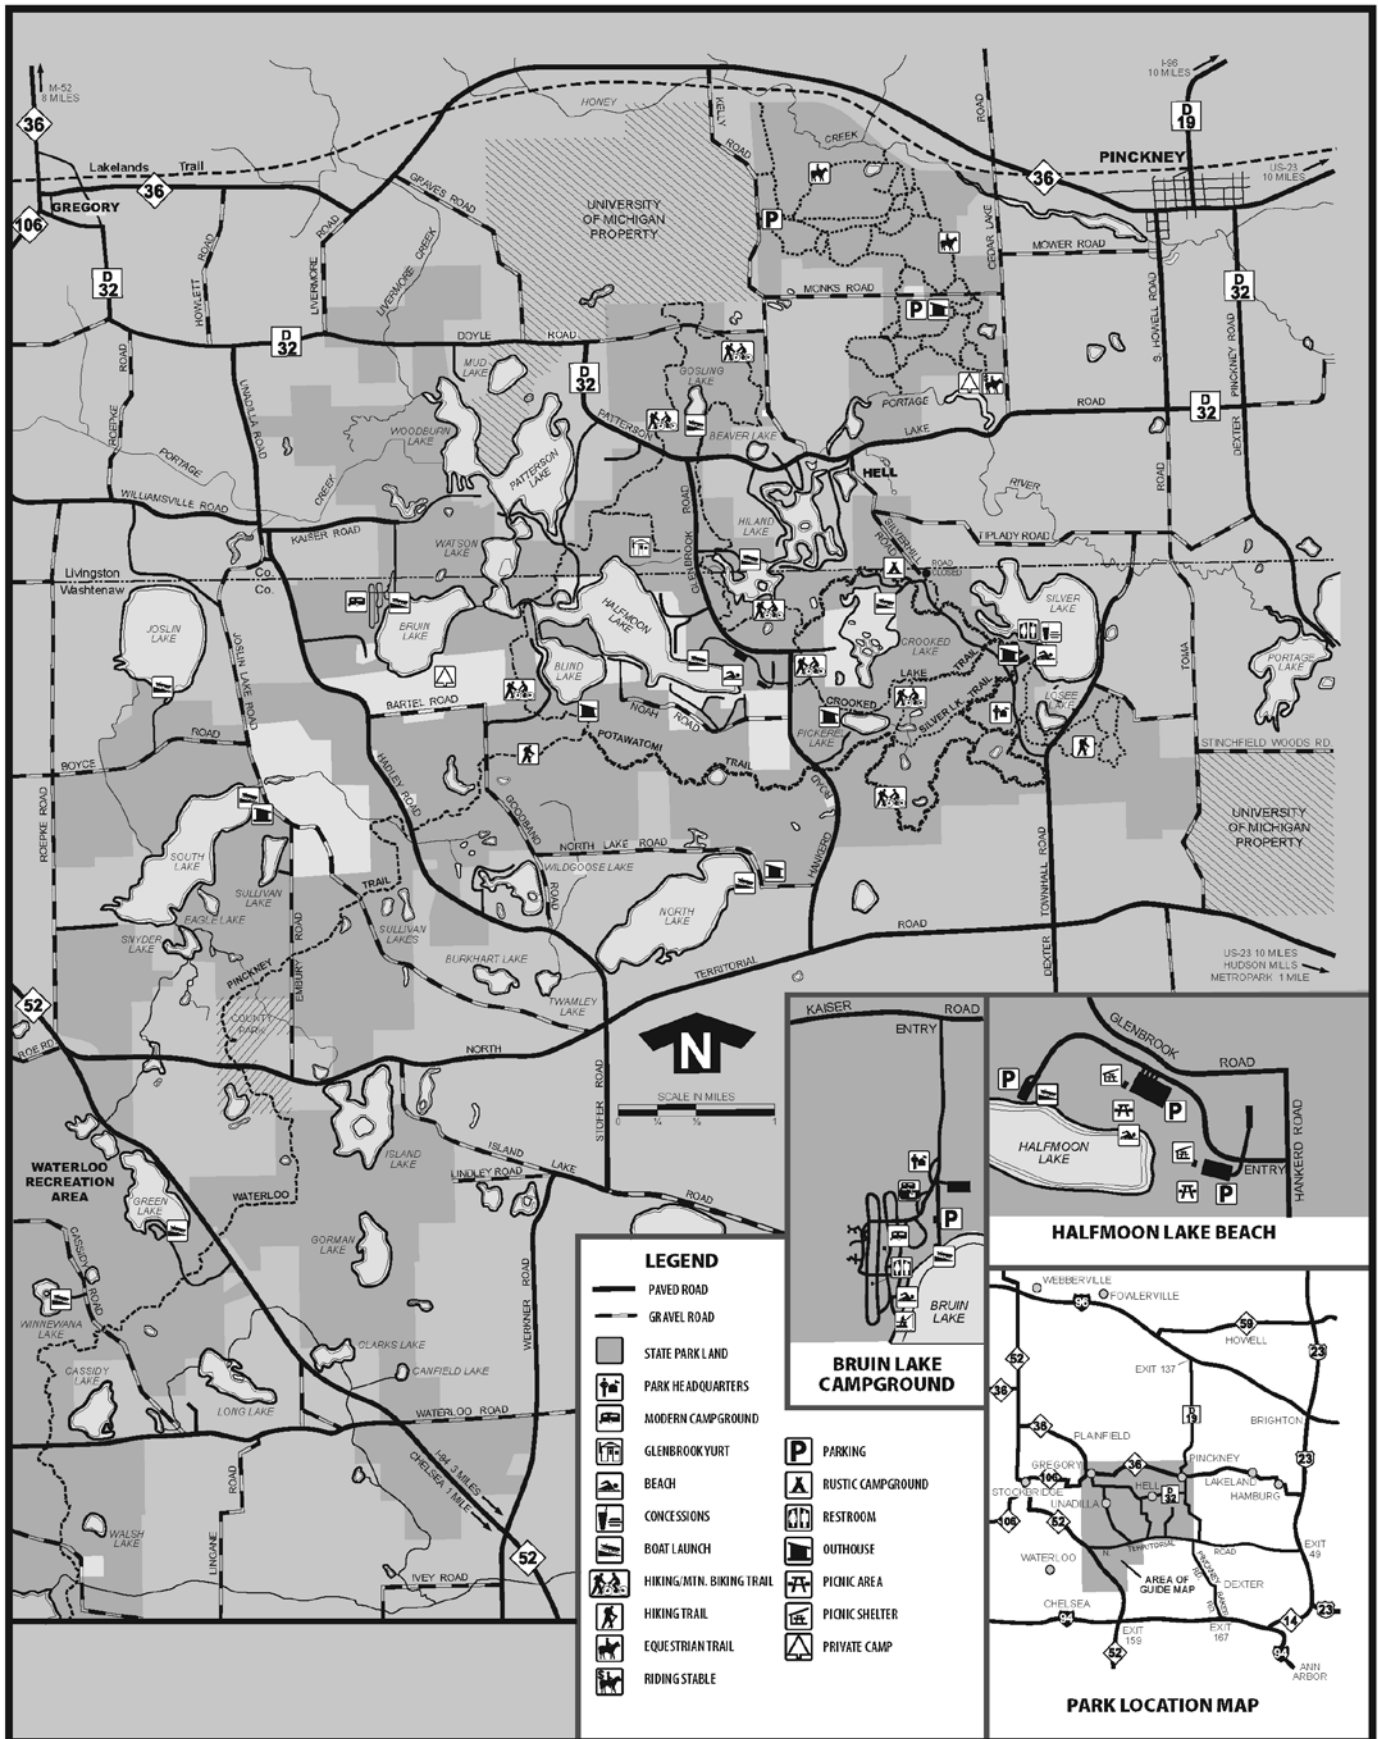 M-52
8 MILES
36
Lakelands Trail
36
GREGORY
106
D
32
HOWLETT ROAD
LIVERMORE ROAD
GRAVES ROAD
LIVERMORE CREEK
HONEY
CREEK
KELLY
ROAD
UNIVERSITY
OF MICHIGAN
PROPERTY
P
ROAD
CEDAR LAKE
36
I-96
10 MILES
D
19
PINCKNEY
US-23
10 MILES
MOWER ROAD
MONKS ROAD
P
S. HOWELL ROAD
D
32
PINCKNEY ROAD
DEXTER
D
32
DOYLE ROAD
D
32
MUD
LAKE
GOSLING
LAKE
ROAD
ROEPKE
UNADILLA ROAD
PORTAGE
CREEK
WOODBURN
LAKE
PATTERSON
LAKE
PATTERSON
BEAVER LAKE
LAKE
PORTAGE
ROAD
D
32
HELL
RIVER
ROAD
WILLIAMSVILLE ROAD
KAISER ROAD
WATSON
LAKE
GLENBROOK
ROAD
HILAND
LAKE
SILVERHILL
ROAD
TIPLADY ROAD
ROAD
CLOSED
Livingston Co.
Washtenaw Co.
JOSLIN
LAKE
JOSLIN LAKE ROAD
BRUIN
LAKE
HALFMOON
LAKE
BLIND
LAKE
CROOKED
LAKE
SILVER
LAKE
TOMA
PORTAGE
LAKE
LAKE TRAIL
CROOKED
SILVER LK. TRAIL
LOSEE
LAKE
PICKEREL
LAKE
BARTEL ROAD
NOAH ROAD
POTAWATOMI
TRAIL
BOYCE ROAD
STINCHFIELD WOODS RD
HADLEY ROAD
GOODBAND
ROAD
ROAD
HANKERD
ROEPKE ROAD
SOUTH
LAKE
UNIVERSITY
OF MICHIGAN
PROPERTY
NORTH LAKE ROAD
WILDGOOSE LAKE
SULLIVAN
LAKE
EAGLE LAKE
TRAIL
SULLIVAN
LAKES
NORTH
LAKE
TOWNHALL ROAD
DEXTER
SNYDER
LAKE
PINCKNEY
EMBURY ROAD
BURKHART LAKE
TWAMLEY
LAKE
TERRITORIAL
ROAD
US-23 10 MILES
HUDSON MILLS
METROPARK 1 MILE
52
COUNTY
PARK
ROE RD
NORTH
STOFER ROAD
N
SCALE IN MILES
0 ¼ ½ 1
ISLAND
LAKE
ISLAND LAKE
ROAD
LINDLEY ROAD
WATERLOO
RECREATION
AREA
GREEN
LAKE
WATERLOO
GORMAN
LAKE
CASSIDY
ROAD
WINNEWANA
LAKE
CASSIDY
LAKE
CLARKS LAKE
CANFIELD LAKE
LONG LAKE
WATERLOO ROAD
WERKNER ROAD
I-94 3 MILES
CHELSEA 1 MILE
WALSH
LAKE
LINGANE
ROAD
52
IVEY ROAD
LEGEND
PAVED ROAD
GRAVEL ROAD
STATE PARK LAND
PARK HEADQUARTERS
MODERN CAMPGROUND
GLENBROOK YURT
BEACH
CONCESSIONS
BOAT LAUNCH
HIKING/MTN. BIKING TRAIL
HIKING TRAIL
EQUESTRIAN TRAIL
RIDING STABLE
P PARKING
RUSTIC CAMPGROUND
RESTROOM
OUTHOUSE
PICNIC AREA
PICNIC SHELTER
PRIVATE CAMP
KAISER ROAD
ENTRY
P
BRUIN
LAKE
BRUIN LAKE
CAMPGROUND
GLENBROOK
ROAD
P
P
HALFMOON
LAKE
ENTRY
P
HANKERD ROAD
HALFMOON LAKE BEACH
WEBBERVILLE
FOWLERVILLE
96
59
HOWELL
52
23
EXIT 137
36
D
19
BRIGHTON
36
PLAINFIELD
23
GREGORY
36
PINCKNEY
106
LAKELAND
STOCKBRIDGE
HELL
D
32
HAMBURG
UNADILLA
106
52
N. TERRITORIAL ROAD
EXIT
49
WATERLOO
AREA OF
GUIDE MAP
PINCKNEY
RD.
DEXTER
BAKER
RD.
CHELSEA
94
EXIT
159
EXIT
167
14
23
52
94
ANN
ARBOR
PARK LOCATION MAP